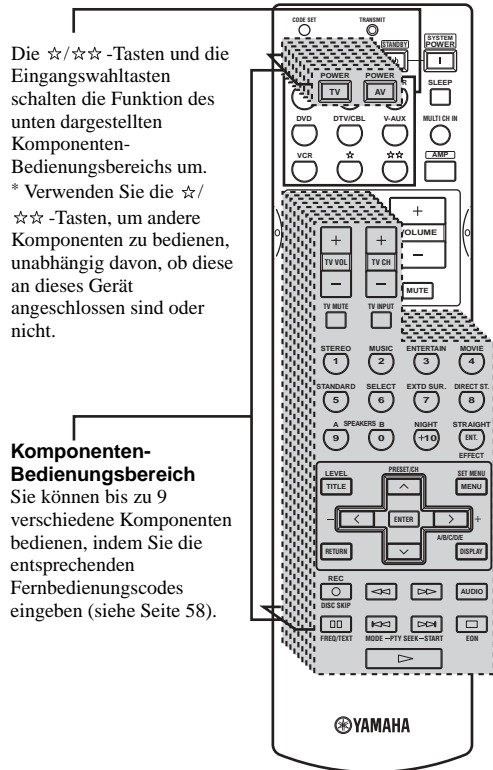 Die ☆/☆☆ -Tasten und die
Eingangswahltasten
schalten die Funktion des
unten dargestellten
Komponenten-
Bedienungsbereichs um.
* Verwenden Sie die ☆/
☆☆ -Tasten, um andere
Komponenten zu bedienen,
unabhängig davon, ob diese
an dieses Gerät
angeschlossen sind oder
nicht.
Komponenten-
Bedienungsbereich
Sie können bis zu 9
verschiedene Komponenten
bedienen, indem Sie die
entsprechenden
Fernbedienungscodes
eingeben (siehe Seite 58).
CODE SET TRANSMIT
STANDBY SYSTEM POWER
POWER POWER
TV AV SLEEP
DVD DTV/CBL V-AUX MULTI CH IN
VCR ☆ ☆☆ AMP
+ + +
TV VOL TV CH VOLUME
– – –
TV MUTE TV INPUT MUTE
STEREO MUSIC ENTERTAIN MOVIE
1 2 3 4
STANDARD SELECT EXTD SUR. DIRECT ST.
5 6 7 8
A SPEAKERS B NIGHT STRAIGHT
9 0 +10 ENT.
EFFECT
LEVEL PRESET/CH SET MENU
TITLE MENU
– ENTER +
A/B/C/D/E
RETURN DISPLAY
REC AUDIO
DISC SKIP
FREQ/TEXT MODE –PTY SEEK– START EON
YAMAHA